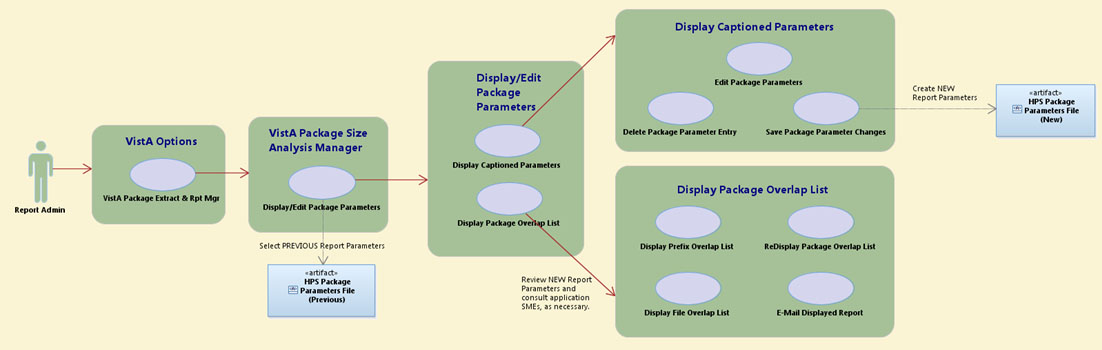 Report Admin
VistA Options
VistA Package Extract & Rpt Mgr
VistA Package Size
Analysis Manager
Display/Edit Package Parameters
Select PREVIOUS Report Parameters
«artifact»
HPS Package
Parameters File
(Previous)
Display/Edit
Package
Parameters
Display Captioned Parameters
Display Package Overlap List
Review NEW Report
Parameters and
consult application
SMEs, as necessary.
Display Captioned Parameters
Edit Package Parameters
Delete Package Parameter Entry
Save Package Parameter Changes
Create NEW
Report Parameters
«artifact»
HPS Package
Parameters File
(New)
Display Package Overlap List
Display Prefix Overlap List
ReDisplay Package Overlap List
Display File Overlap List
E-Mail Displayed Report